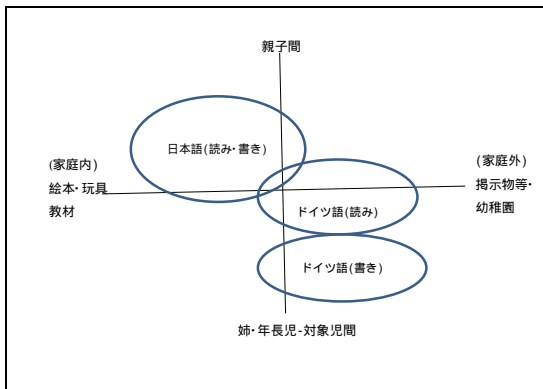 親子間
日本語(読み・書き)
(家庭内)
絵本・玩具
教材
(家庭外)
掲示物等・
幼稚園
ドイツ語(読み)
ドイツ語(書き)
姉・年長児-対象児間